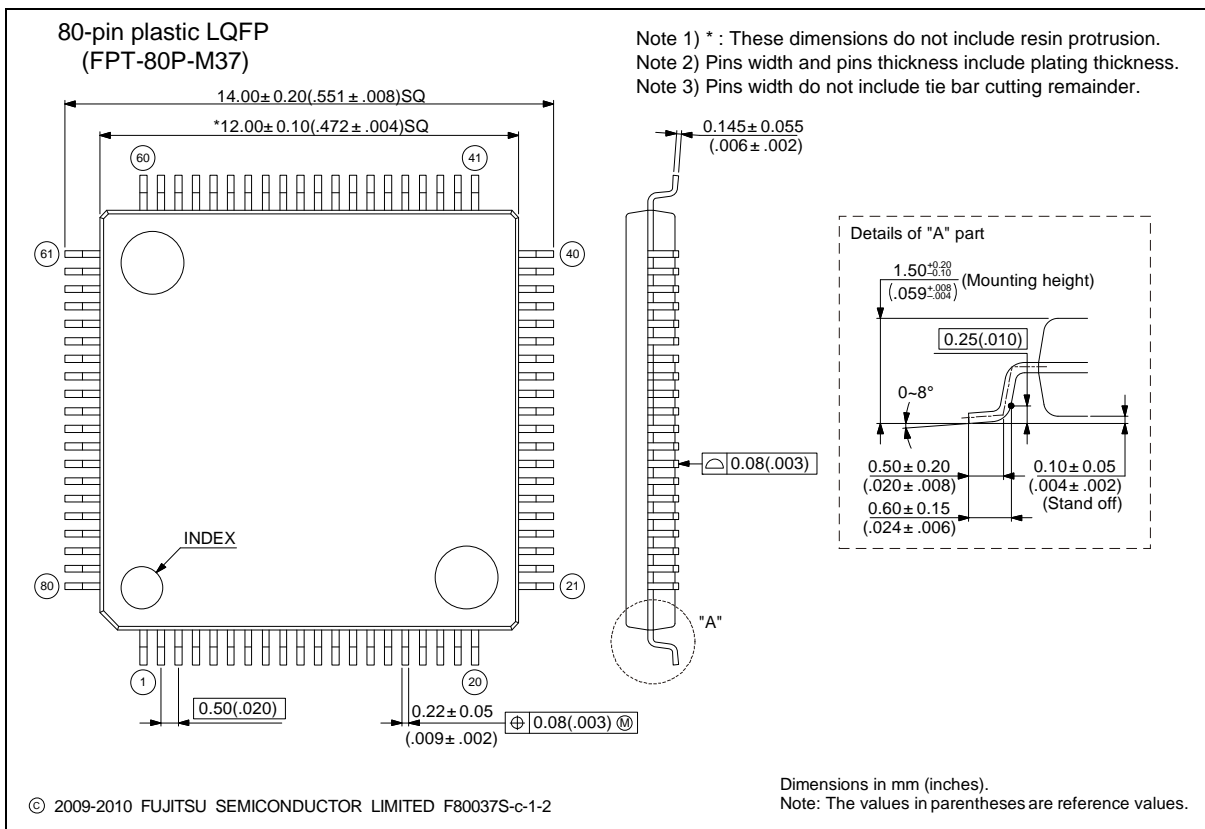 80-pin plastic LQFP
(FPT-80P-M37)
Note 1) * : These dimensions do not include resin protrusion.
Note 2) Pins width and pins thickness include plating thickness.
Note 3) Pins width do not include tie bar cutting remainder.
14.00±0.20(.551±.008)SQ
*12.00±0.10(.472±.004)SQ
0.145±0.055
(.006±.002)
60
41
61
40
Details of "A" part
1.50+0.20
−0.10
(.059+.008
−.004)
(Mounting height)
0.25(.010)
0~8°
0.08(.003)
0.50±0.20
(.020±.008)
0.10±0.05
(.004±.002)
(Stand off)
0.60±0.15
(.024±.006)
INDEX
80
21
"A"
1
20
0.50(.020)
0.22±0.05
(.009±.002)
⌖ 0.08(.003) Ⓜ
© 2009-2010 FUJITSU SEMICONDUCTOR LIMITED F80037S-c-1-2
Dimensions in mm (inches).
Note: The values in parentheses are reference values.